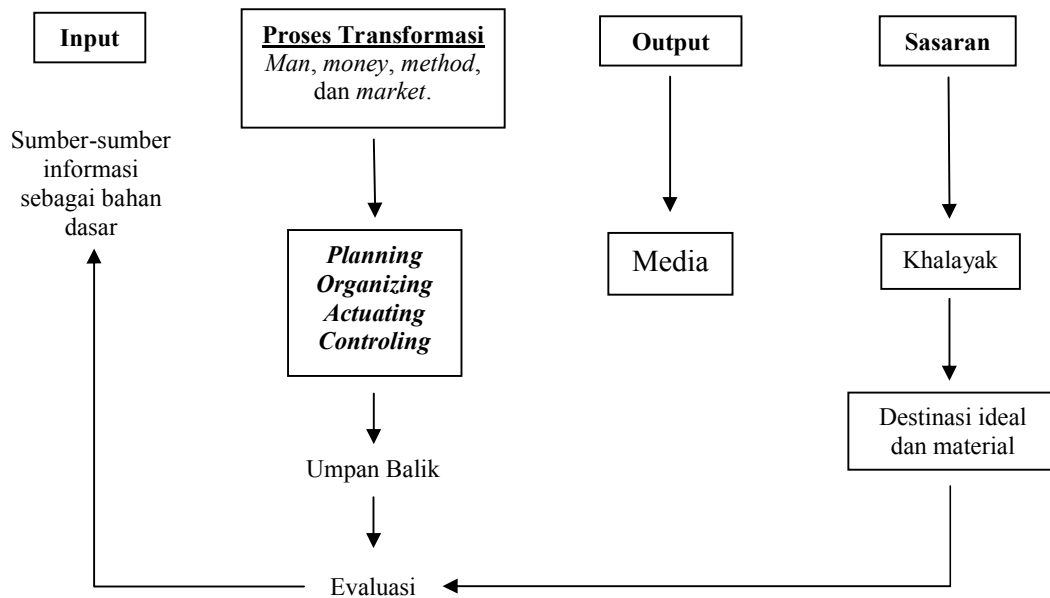 Input
Sumber-sumber
informasi
sebagai bahan
dasar
Proses Transformasi
Man, money, method,
dan market.
Planning
Organizing
Actuating
Controling
Umpan Balik
Evaluasi
Output
Media
Sasaran
Khalayak
Destinasi ideal
dan material